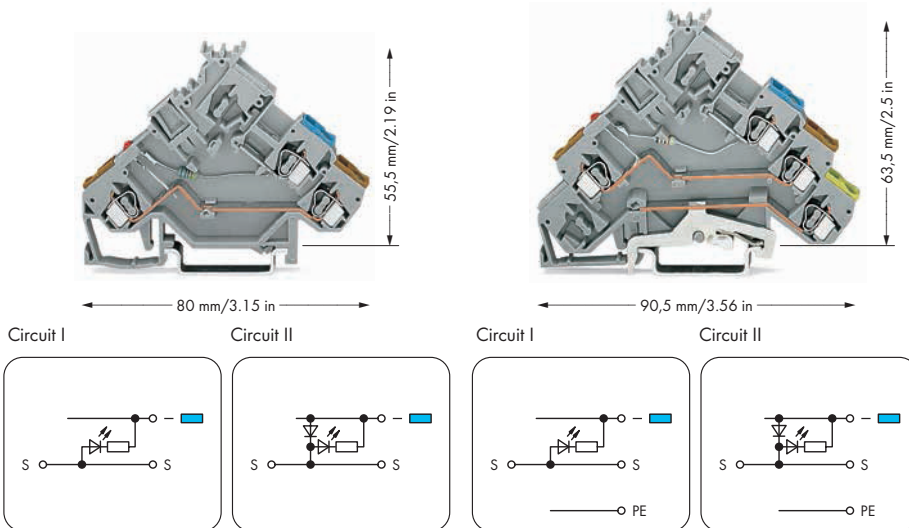 55,5 mm/2.19 in
80 mm/3.15 in
63,5 mm/2.5 in
90,5 mm/3.56 in
Circuit I
Circuit II
Circuit I
Circuit II
–
S
S
–
S
S
–
S
S
PE
–
S
S
PE